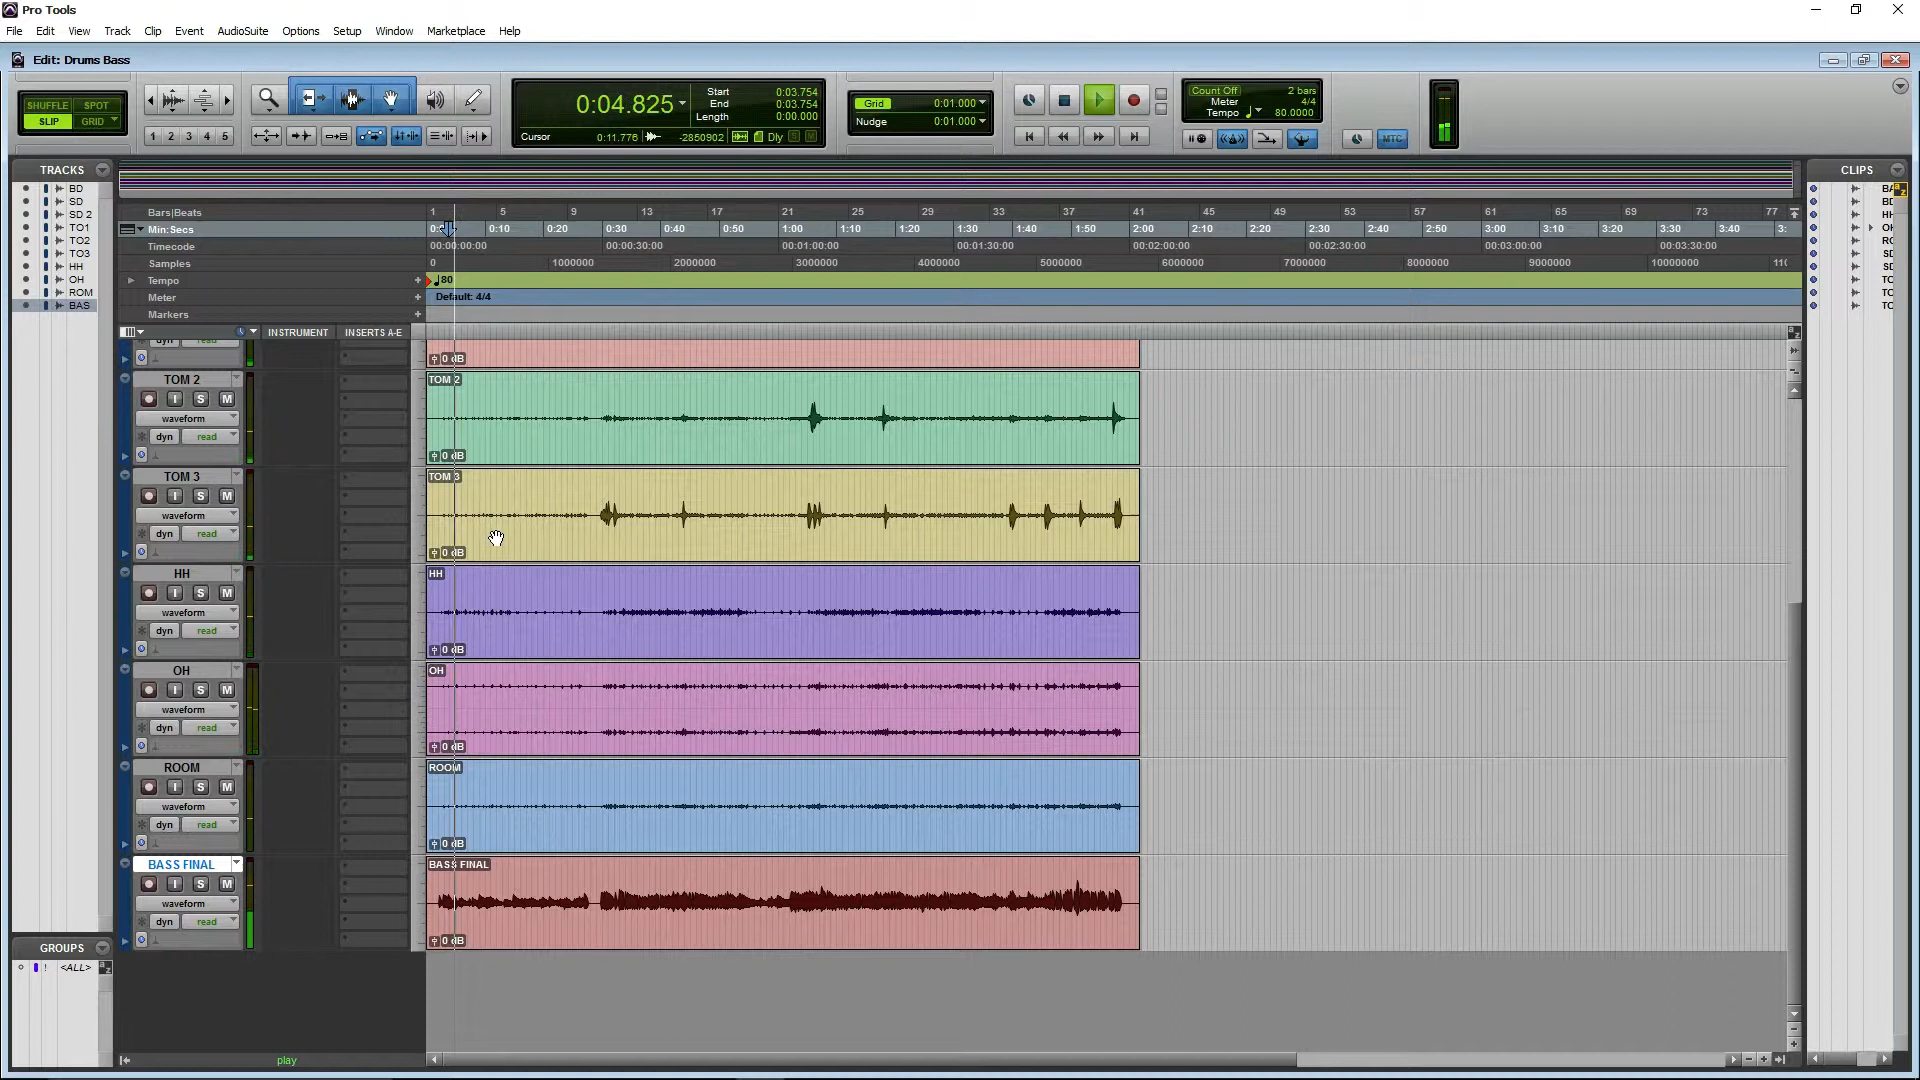 Pro Tools
File Edit View Track Clip Event AudioSuite Options Setup Window Marketplace Help
Edit: Drums Bass
SHUFFLE SPOT
SLIP GRID
1 2 3 4 5
0:04.825
Start 0:03.754
End 0:03.754
Length 0:00.000
Cursor 0:11.776 -2850902 Dly S M
Grid 0:01.000
Nudge 0:01.000
Count Off 2 bars
Meter 4/4
Tempo 80.0000
MTC
TRACKS
BD
SD
SD 2
TO1
TO2
TO3
HH
OH
ROM
BAS
CLIPS
Bars|Beats 1 5 9 13 17 21 25 29 33 37 41 45 49 53 57 61 65 69 73 77
Min:Secs 0:10 0:20 0:30 0:40 0:50 1:00 1:10 1:20 1:30 1:40 1:50 2:00 2:10 2:20 2:30 2:40 2:50 3:00 3:10 3:20 3:30 3:40 3:
Timecode 00:00:00:00 00:00:30:00 00:01:00:00 00:01:30:00 00:02:00:00 00:02:30:00 00:03:00:00 00:03:30:00
Samples 0 1000000 2000000 3000000 4000000 5000000 6000000 7000000 8000000 9000000 10000000
Tempo 80
Meter Default: 4/4
Markers
INSTRUMENT INSERTS A-E
dyn read
0 dB
TOM 2
I S M
waveform
dyn read
TOM 2
0 dB
TOM 3
I S M
waveform
dyn read
TOM 3
0 dB
HH
I S M
waveform
dyn read
HH
0 dB
OH
I S M
waveform
dyn read
OH
0 dB
ROOM
I S M
waveform
dyn read
ROOM
0 dB
BASS FINAL
I S M
waveform
dyn read
BASS FINAL
0 dB
GROUPS
! <ALL>
play